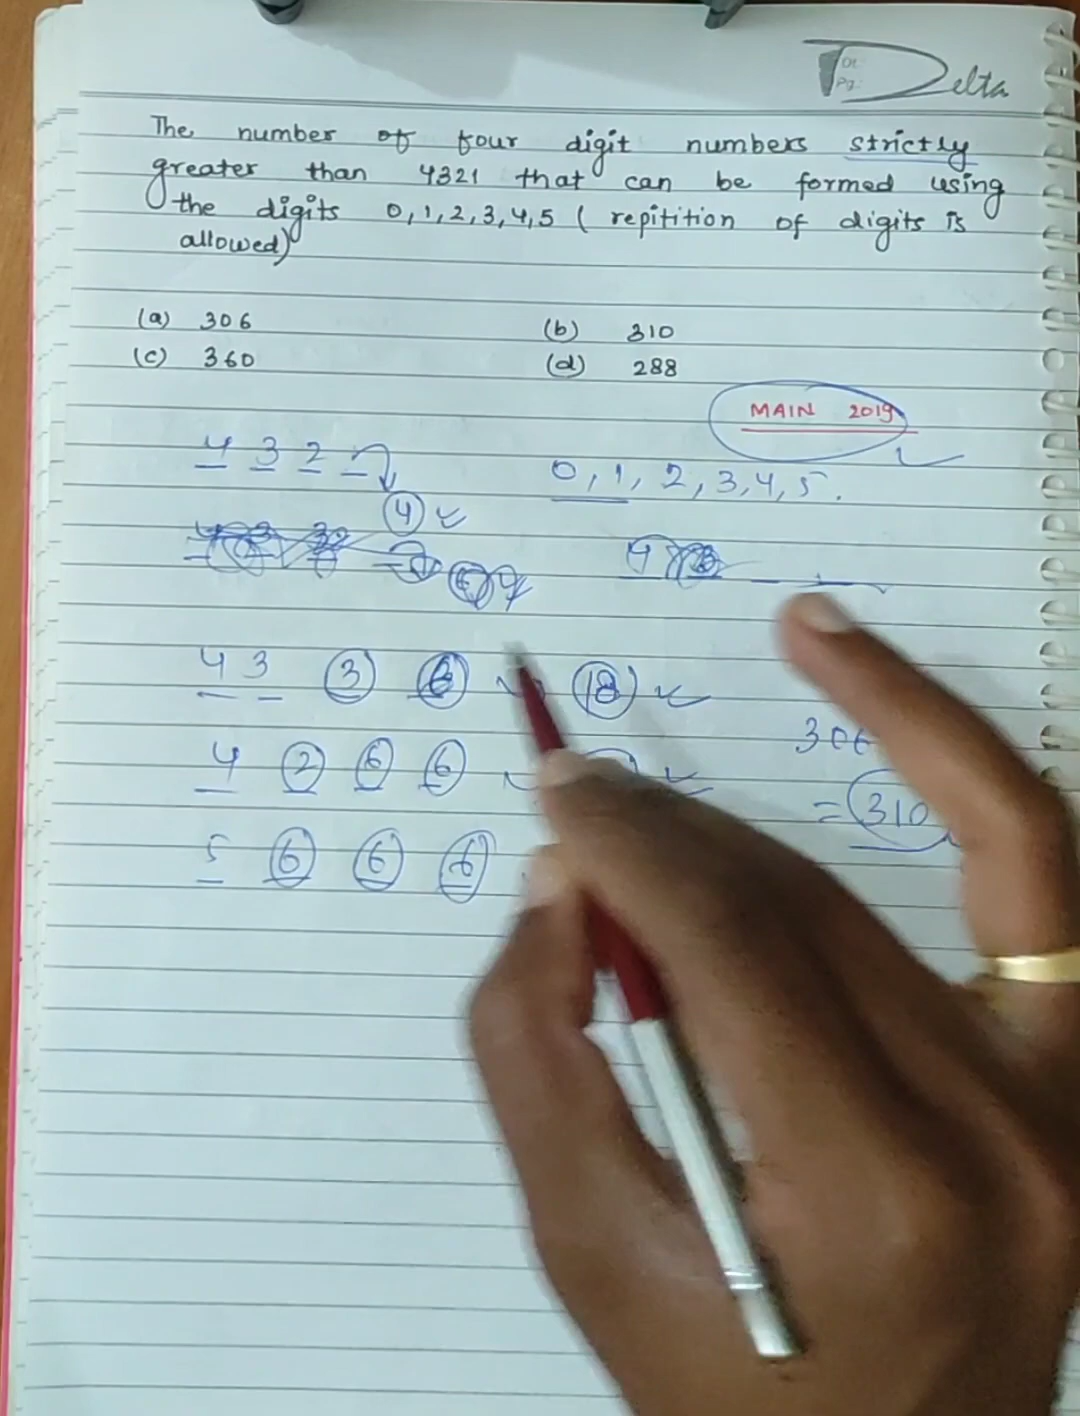 Delta
Dt:
Pg:
The number of four digit numbers strictly
greater than 4321 that can be formed using
the digits 0,1,2,3,4,5 ( repitition of digits is
allowed)
(a) 306 (b) 310
(c) 360 (d) 288
MAIN 2019
4 3 2
0, 1, 2, 3, 4, 5.
4
4
4 3 3 6 18
4 2 6 6
306
= 310
5 6 6 6